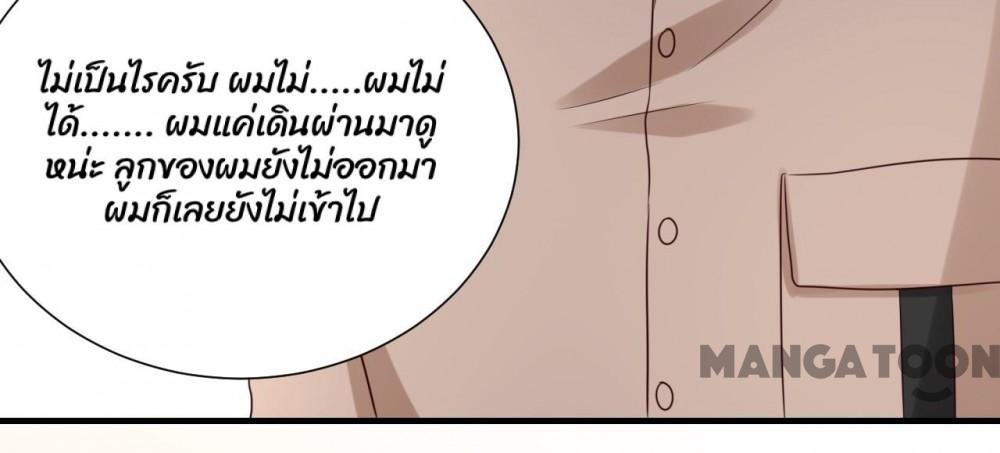 ไม่เป็นไรครับ ผมไม่.....ผมไม่
ได้....... ผมแค่เดินผ่านมาดู
หน่ะ ลูกของผมยังไม่ออกมา
ผมก็เลยยังไม่เข้าไป
MANGATOON